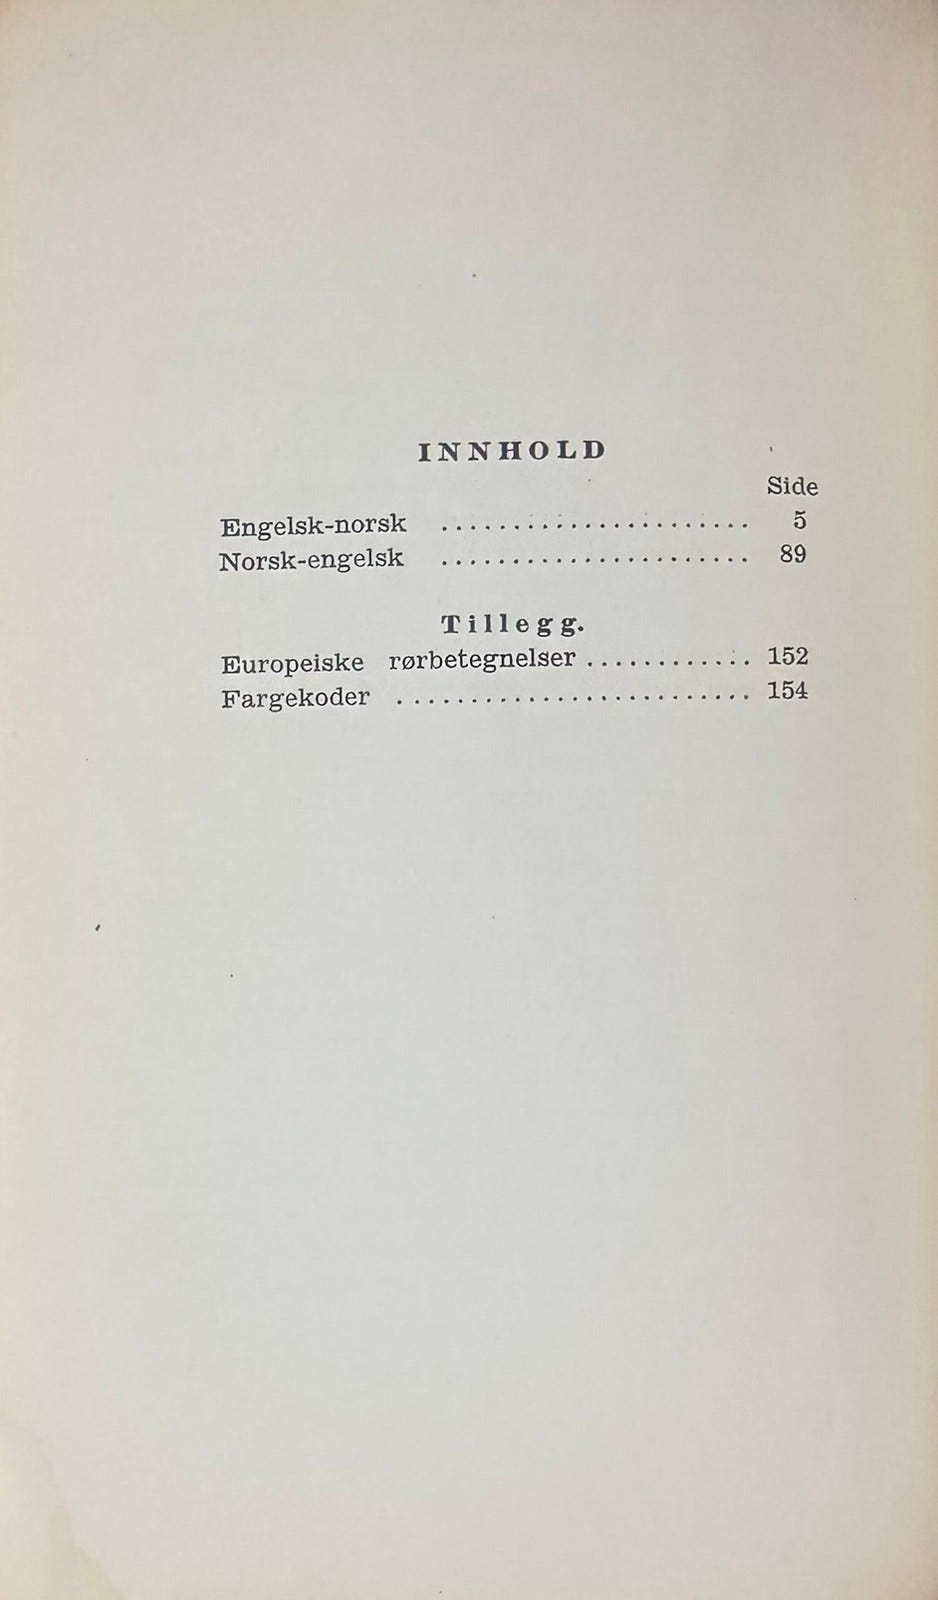 INNHOLD
Side
Engelsk-norsk ...................... 5
Norsk-engelsk ...................... 89
Tillegg.
Europeiske rørbetegnelser ............ 152
Fargekoder ......................... 154